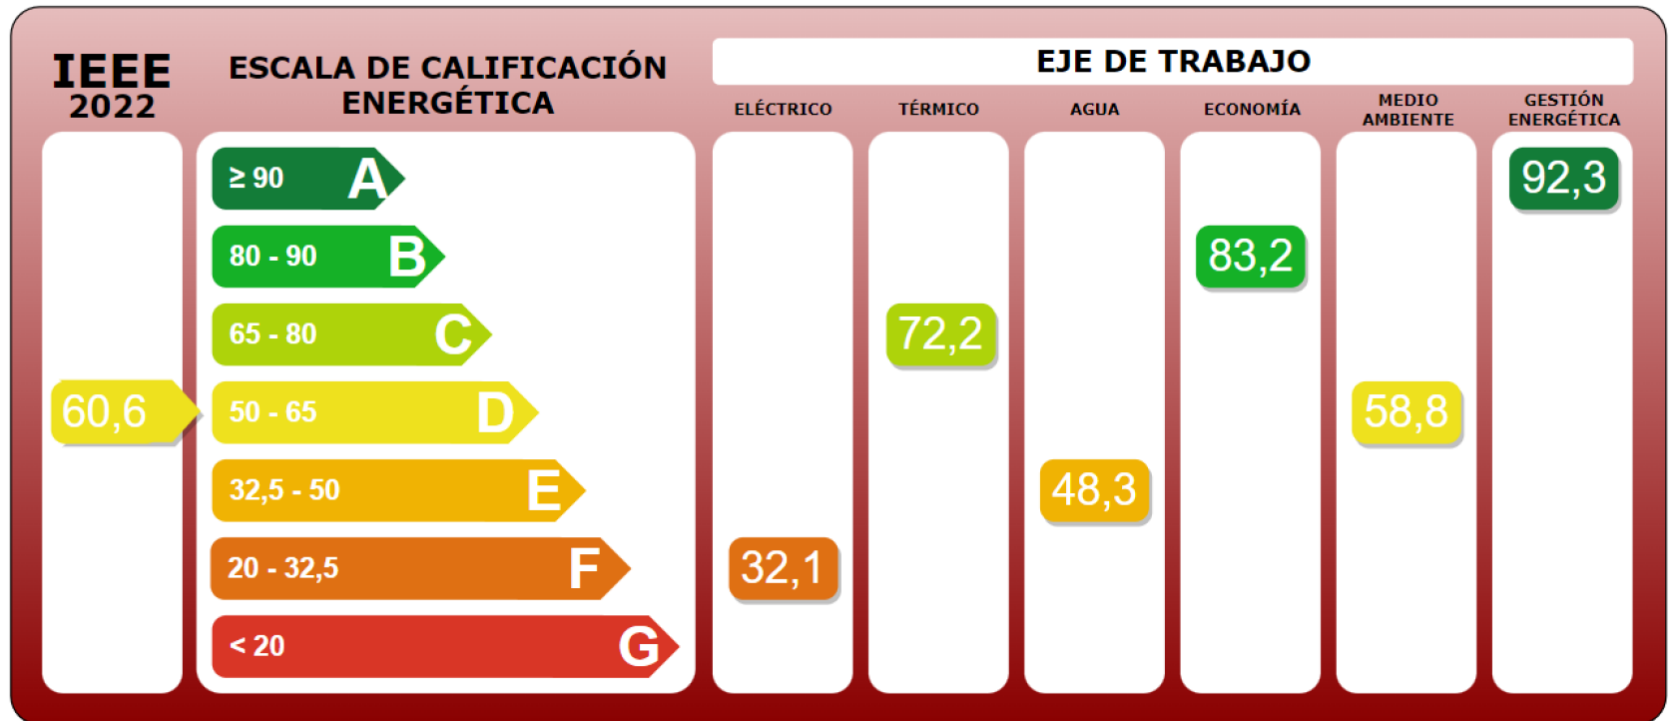 IEEE
2022
ESCALA DE CALIFICACIÓN
ENERGÉTICA
EJE DE TRABAJO
ELÉCTRICO
TÉRMICO
AGUA
ECONOMÍA
MEDIO
AMBIENTE
GESTIÓN
ENERGÉTICA
≥ 90 A
92,3
80 - 90 B
83,2
65 - 80 C
72,2
60,6
50 - 65 D
58,8
32,5 - 50 E
48,3
20 - 32,5 F
32,1
< 20 G